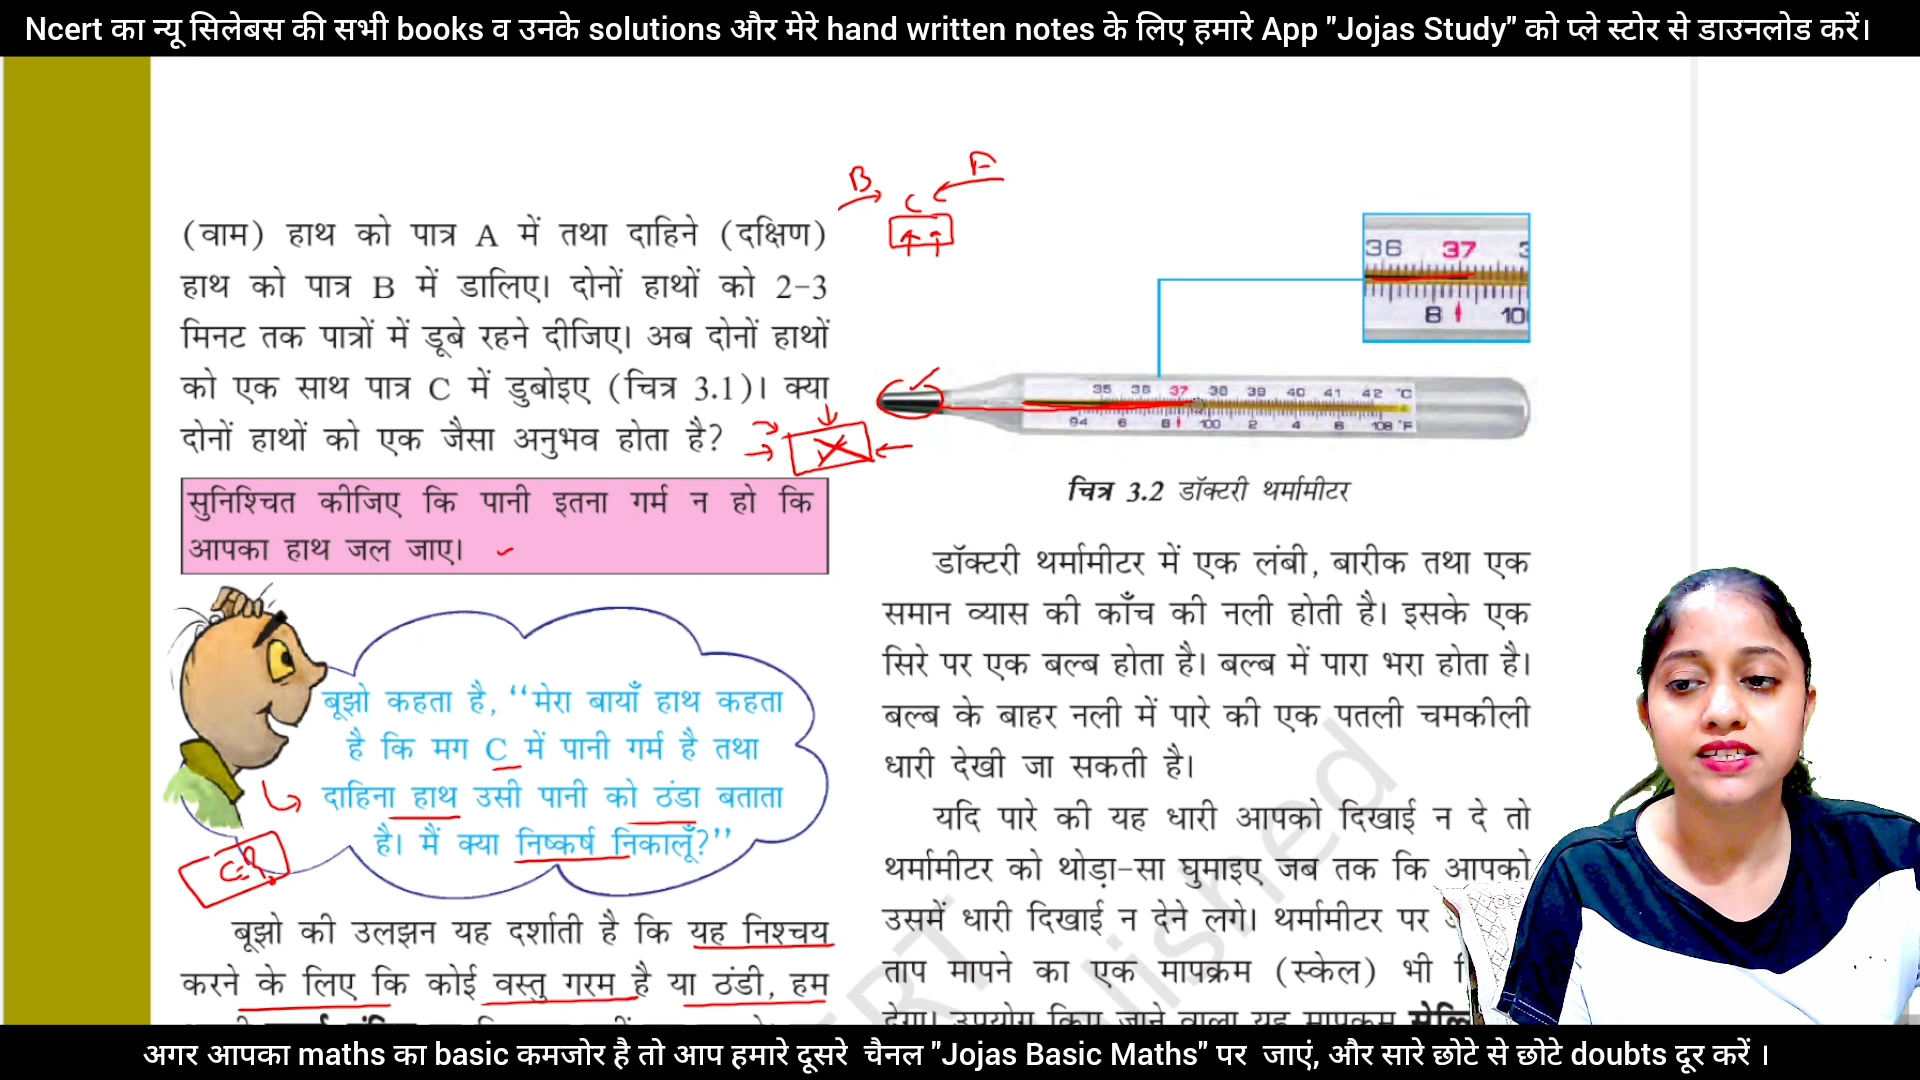 Ncert का न्यू सिलेबस की सभी books व उनके solutions और मेरे hand written notes के लिए हमारे App "Jojas Study" को प्ले स्टोर से डाउनलोड करें।
(वाम) हाथ को पात्र A में तथा दाहिने (दक्षिण)
हाथ को पात्र B में डालिए। दोनों हाथों को 2-3
मिनट तक पात्रों में डूबे रहने दीजिए। अब दोनों हाथों
को एक साथ पात्र C में डुबोइए (चित्र 3.1)। क्या
दोनों हाथों को एक जैसा अनुभव होता है?
सुनिश्चित कीजिए कि पानी इतना गर्म न हो कि
आपका हाथ जल जाए।
बूझो कहता है, “मेरा बायाँ हाथ कहता
है कि मग C में पानी गर्म है तथा
दाहिना हाथ उसी पानी को ठंडा बताता
है। मैं क्या निष्कर्ष निकालूँ?”
बूझो की उलझन यह दर्शाती है कि यह निश्चय
करने के लिए कि कोई वस्तु गरम है या ठंडी, हम
B
C
36 37
8 10
35 36 37 38 39 40 41 42 °C
94 6 8 100 2 4 6 108 °F
चित्र 3.2 डॉक्टरी थर्मामीटर
डॉक्टरी थर्मामीटर में एक लंबी, बारीक तथा एक
समान व्यास की काँच की नली होती है। इसके एक
सिरे पर एक बल्ब होता है। बल्ब में पारा भरा होता है।
बल्ब के बाहर नली में पारे की एक पतली चमकीली
धारी देखी जा सकती है।
यदि पारे की यह धारी आपको दिखाई न दे तो
थर्मामीटर को थोड़ा-सा घुमाइए जब तक कि आपको
उसमें धारी दिखाई न देने लगे। थर्मामीटर पर
ताप मापने का एक मापक्रम (स्केल) भी
देगा। उपयोग किए जाने वाला यह मापक्रम
अगर आपका maths का basic कमजोर है तो आप हमारे दूसरे चैनल "Jojas Basic Maths" पर जाएं, और सारे छोटे से छोटे doubts दूर करें ।